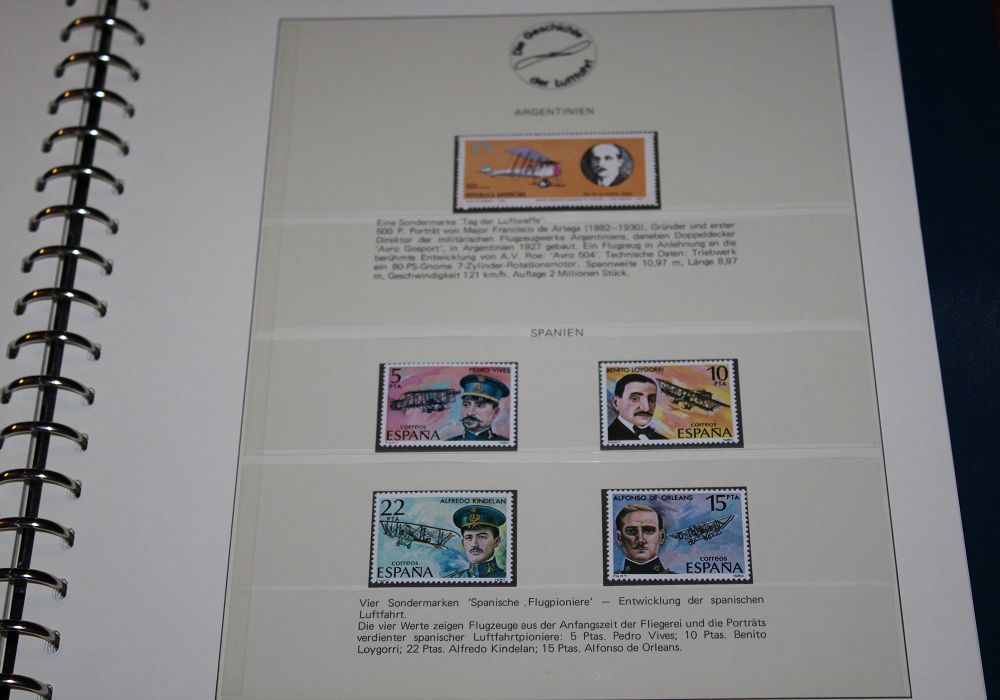 Die Geschichte
der Luftfahrt
ARGENTINIEN
REPUBLICA ARGENTINA
Eine Sondermarke 'Tag der Luftwaffe'.
500 P. Porträt von Major Francisco de Artega (1882—1930), Gründer und erster
Direktor der militärischen Flugzeugwerke Argentiniens, daneben Doppeldecker
'Avro Gosport', in Argentinien 1927 gebaut. Ein Flugzeug in Anlehnung an die
berühmte Entwicklung von A.V. Roe: 'Avro 504'. Technische Daten: Triebwerk
ein 80-PS-Gnome 7-Zylinder-Rotationsmotor, Spannweite 10,97 m, Länge 8,97
m, Geschwindigkeit 121 km/h. Auflage 2 Millionen Stück.
SPANIEN
5 PTA PEDRO VIVES
correos
ESPAÑA
BENITO LOYGORRI 10 PTA
correos
ESPAÑA
22 PTA ALFREDO KINDELAN
correos
ESPAÑA
ALFONSO DE ORLEANS 15 PTA
correos
ESPAÑA
Vier Sondermarken 'Spanische .Flugpioniere' — Entwicklung der spanischen
Luftfahrt.
Die vier Werte zeigen Flugzeuge aus der Anfangszeit der Fliegerei und die Porträts
verdienter spanischer Luftfahrtpioniere: 5 Ptas. Pedro Vives; 10 Ptas. Benito
Loygorri; 22 Ptas. Alfredo Kindelan; 15 Ptas. Alfonso de Orleans.